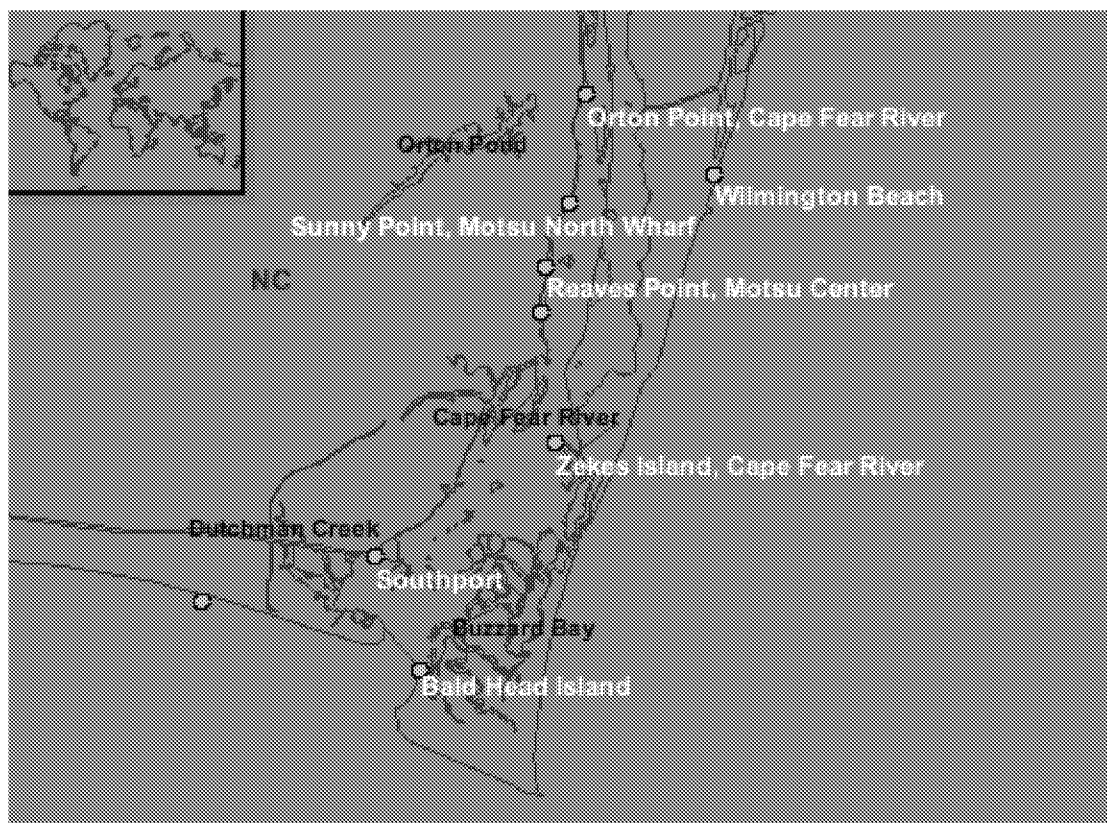 Orton Point, Cape Fear River
Orton Pond
Wilmington Beach
Sunny Point, Motsu North Wharf
NC
Reaves Point, Motsu Center
Cape Fear River
Zekes Island, Cape Fear River
Dutchman Creek
Southport
Buzzard Bay
Bald Head Island